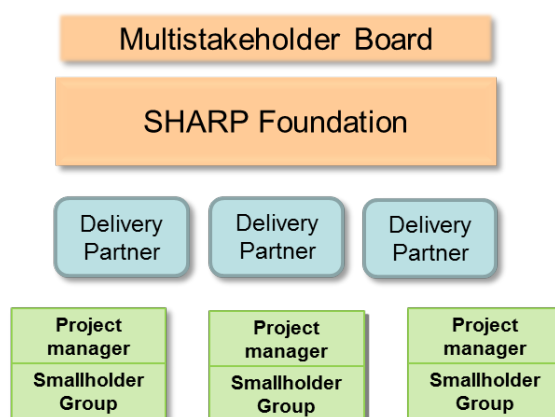 Multistakeholder Board
SHARP Foundation
Delivery
Partner
Delivery
Partner
Delivery
Partner
Project
manager
Smallholder
Group
Project
manager
Smallholder
Group
Project
manager
Smallholder
Group